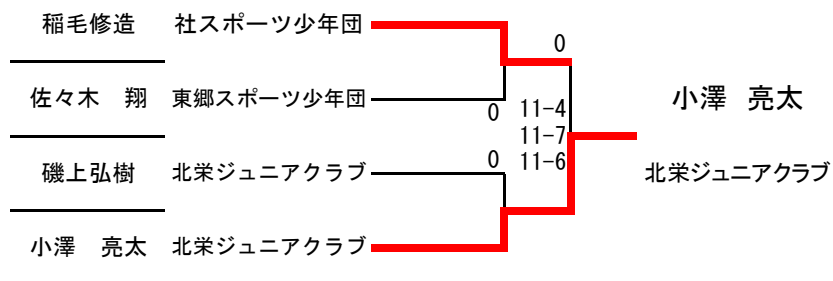 稲毛修造 社スポーツ少年団
0
佐々木 翔 東郷スポーツ少年団
小澤 亮太
0 11-4
11-7
磯上弘樹 北栄ジュニアクラブ
0 11-6
北栄ジュニアクラブ
小澤 亮太 北栄ジュニアクラブ